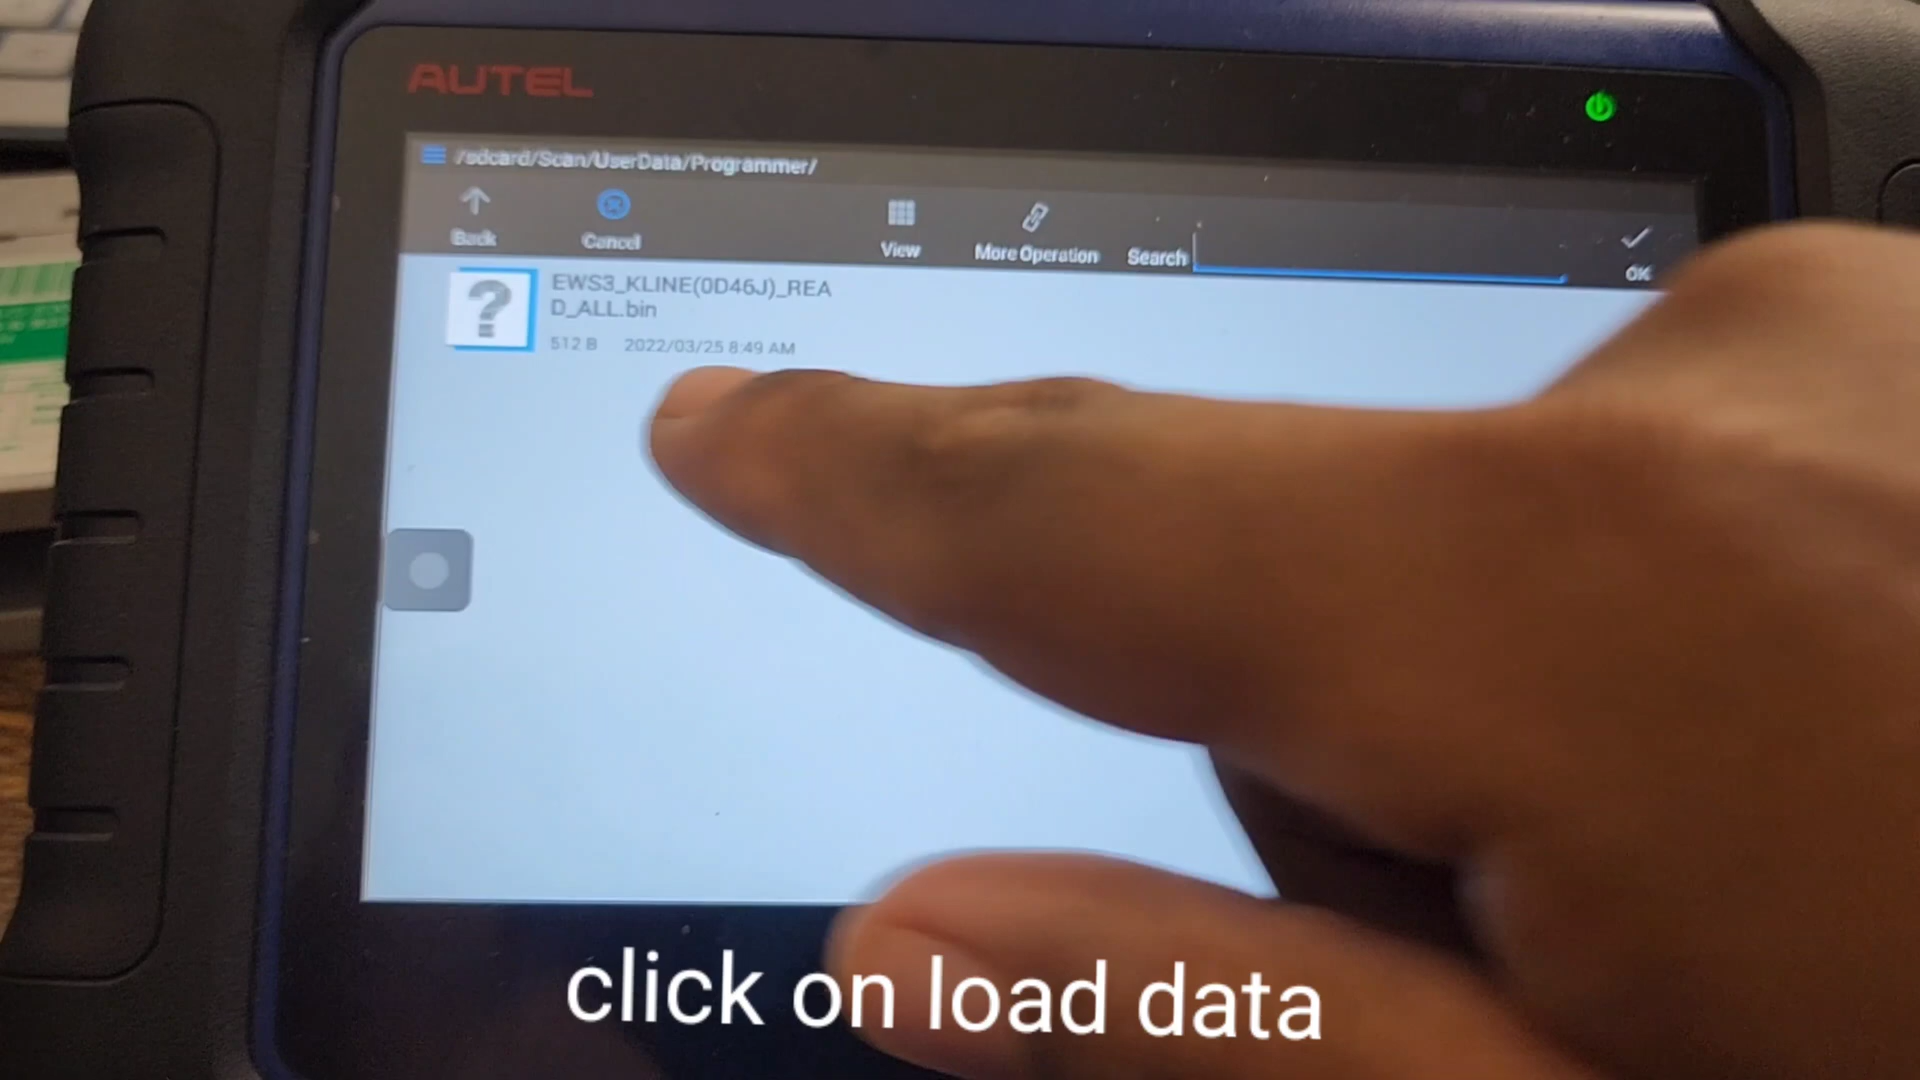 AUTEL
/sdcard/Scan/UserData/Programmer/
Back
Cancel
View
More Operation
Search
OK
EWS3_KLINE(0D46J)_REA
D_ALL.bin
512 B 2022/03/25 8:49 AM
click on load data